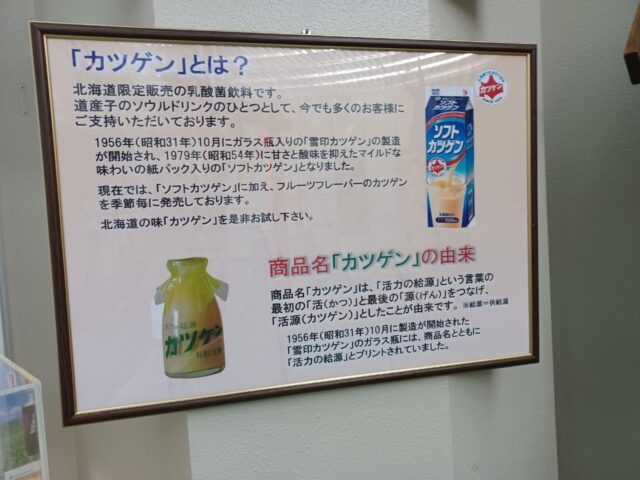 「カツゲン」とは？
北海道限定販売の乳酸菌飲料です。
道産子のソウルドリンクのひとつとして、今でも多くのお客様に
ご支持いただいております。
1956年(昭和31年)10月にガラス瓶入りの「雪印カツゲン」の製造
が開始され、1979年(昭和54年)に甘さと酸味を抑えたマイルドな
味わいの紙パック入りの「ソフトカツゲン」となりました。
現在では、「ソフトカツゲン」に加え、フルーツフレーバーのカツゲン
を季節毎に発売しております。
北海道の味「カツゲン」を是非お試し下さい。
カツゲン
ソフト
カツゲン
ソフト
カツゲン
商品名「カツゲン」の由来
商品名「カツゲン」は、「活力の給源」という言葉の
最初の「活(かつ)と最後の「源(げん)」をつなげ、
「活源(カツゲン)」としたことが由来です。 ※給源＝供給源
1956年(昭和31年)10月に製造が開始された
「雪印カツゲン」のガラス瓶には、商品名とともに
「活力の給源」とプリントされていました。
カツゲン